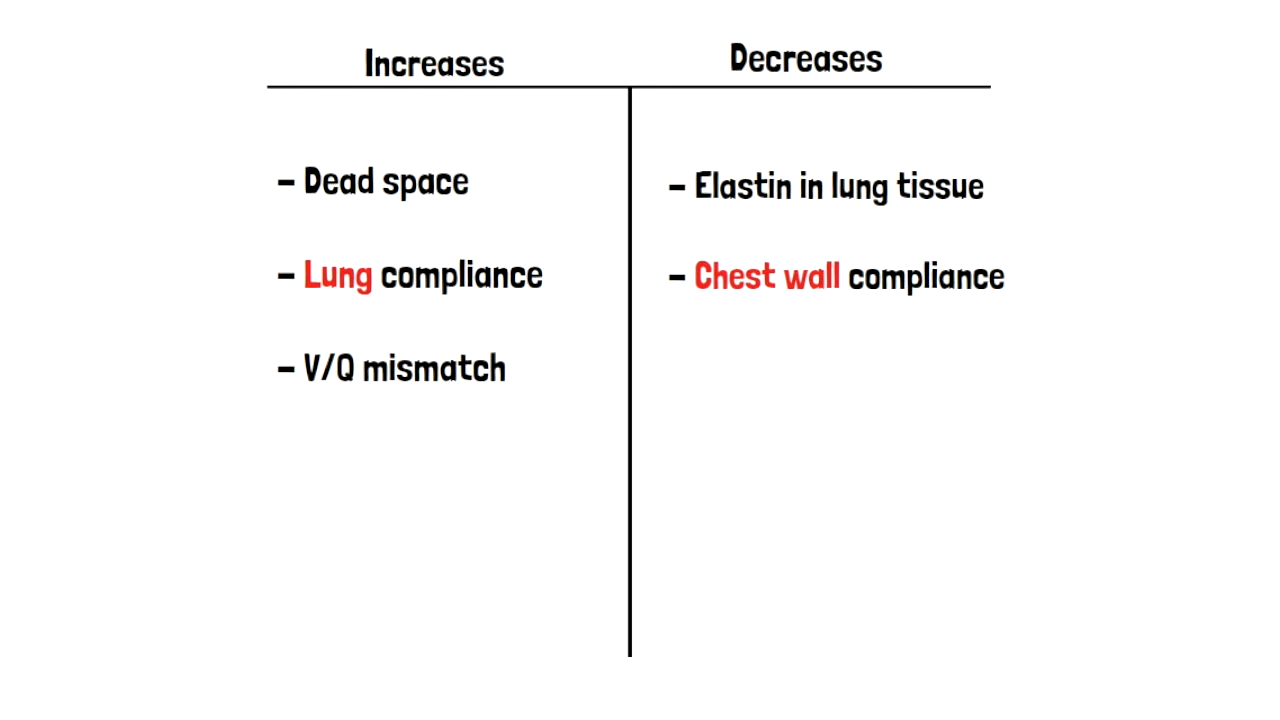 Increases
Decreases
- Dead space
- Elastin in lung tissue
- Lung compliance
- Chest wall compliance
- V/Q mismatch